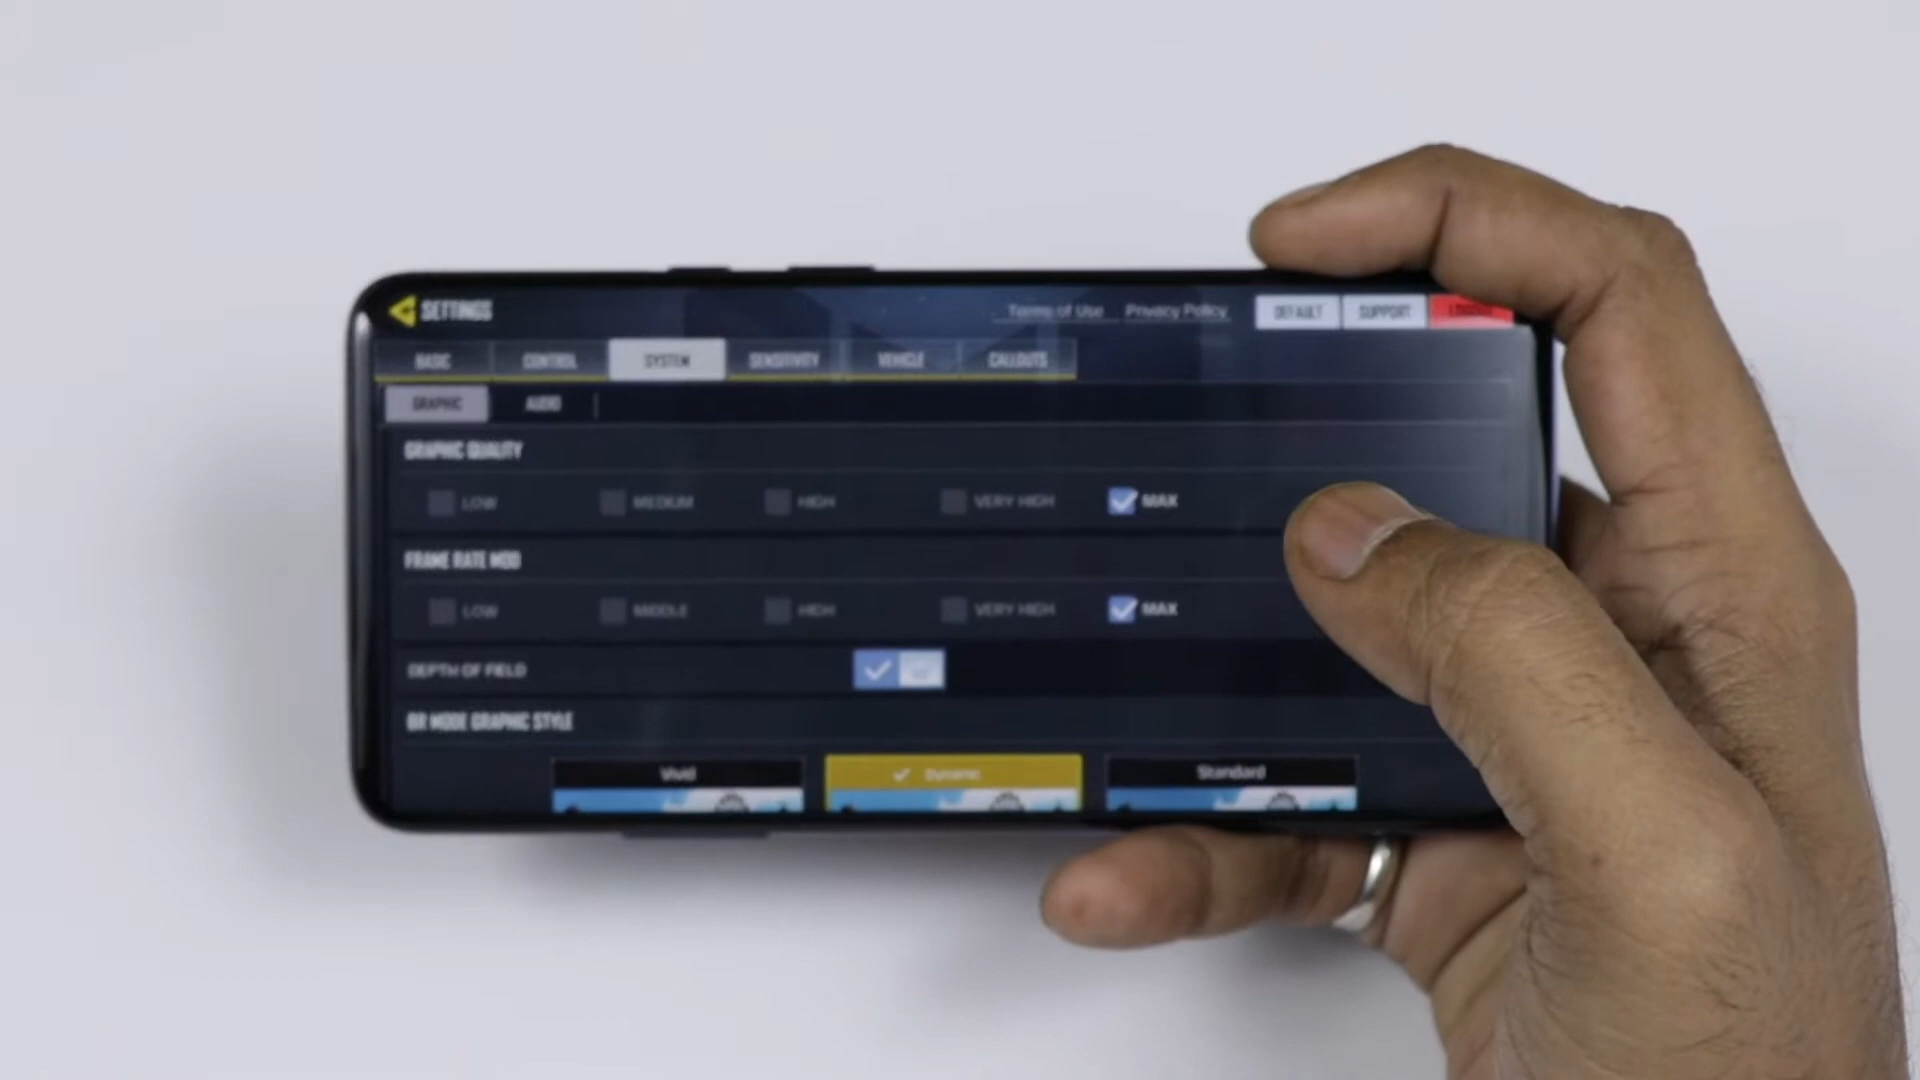 SETTINGS Terms of Use Privacy Policy DEFAULT SUPPORT LOGOUT
BASIC CONTROL SYSTEM SENSITIVITY VEHICLE CALLOUTS
GRAPHIC AUDIO
GRAPHIC QUALITY
LOW MEDIUM HIGH VERY HIGH MAX
FRAME RATE MOD
LOW MIDDLE HIGH VERY HIGH MAX
DEPTH OF FIELD
BR MODE GRAPHIC STYLE
Vivid Dynamic Standard